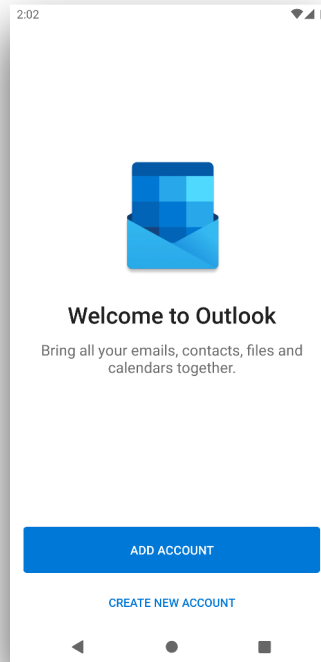 2:02
Welcome to Outlook
Bring all your emails, contacts, files and
calendars together.
ADD ACCOUNT
CREATE NEW ACCOUNT